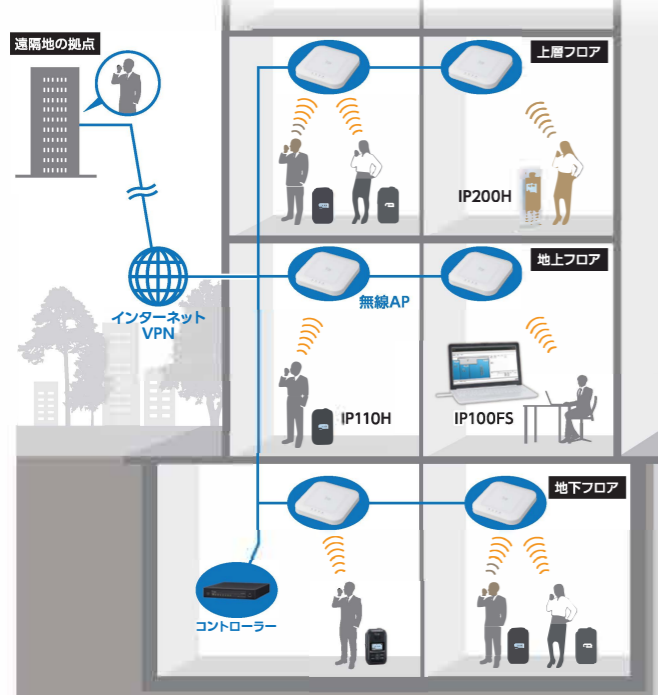 遠隔地の拠点
上層フロア
IP200H
地上フロア
無線AP
インターネット
VPN
IP110H
IP100FS
地下フロア
コントローラー